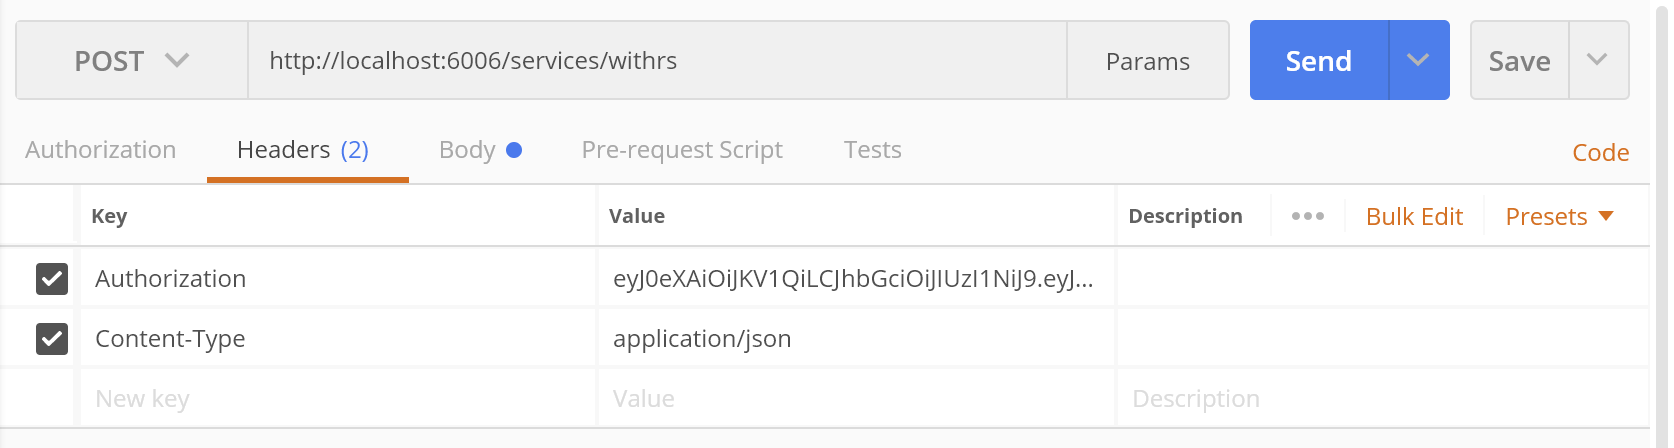 POST http://localhost:6006/services/withrs Params Send Save
Authorization Headers (2) Body Pre-request Script Tests Code
Key Value Description ••• Bulk Edit Presets
Authorization eyJ0eXAiOiJKV1QiLCJhbGciOiJIUzI1NiJ9.eyJ...
Content-Type application/json
New key Value Description